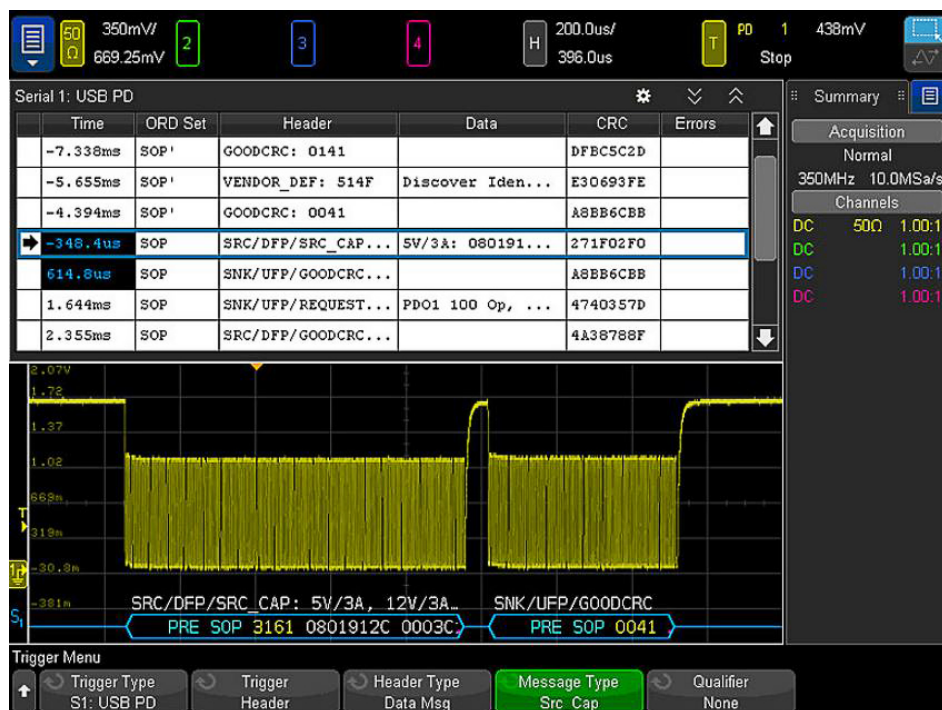 50 Ω 350mV/ 669.25mV 2 3 4 H 200.0us/ 396.0us T PD 1 438mV Stop
Serial 1: USB PD
Time ORD Set Header Data CRC Errors
-7.338ms SOP' GOODCRC: 0141 DFBC5C2D
-5.655ms SOP' VENDOR_DEF: 514F Discover Iden... E30693FE
-4.394ms SOP' GOODCRC: 0041 A8BB6CBB
-348.4us SOP SRC/DFP/SRC_CAP... 5V/3A: 080191... 271F02F0
614.8us SOP SNK/UFP/GOODCRC... A8BB6CBB
1.644ms SOP SNK/UFP/REQUEST... PDO1 100 Op, ... 4740357D
2.355ms SOP SRC/DFP/GOODCRC... 4A38788F
Summary
Acquisition
Normal
350MHz 10.0MSa/s
Channels
DC 50Ω 1.00:1
DC 1.00:1
DC 1.00:1
DC 1.00:1
2.07V
1.72
1.37
1.02
669m
319m
-30.8m
-381m
T
1
S1
SRC/DFP/SRC_CAP: 5V/3A, 12V/3A… SNK/UFP/GOODCRC
PRE SOP 3161 0801912C 0003C: PRE SOP 0041
Trigger Menu
Trigger Type
S1: USB PD
Trigger
Header
Header Type
Data Msg
Message Type
Src_Cap
Qualifier
None